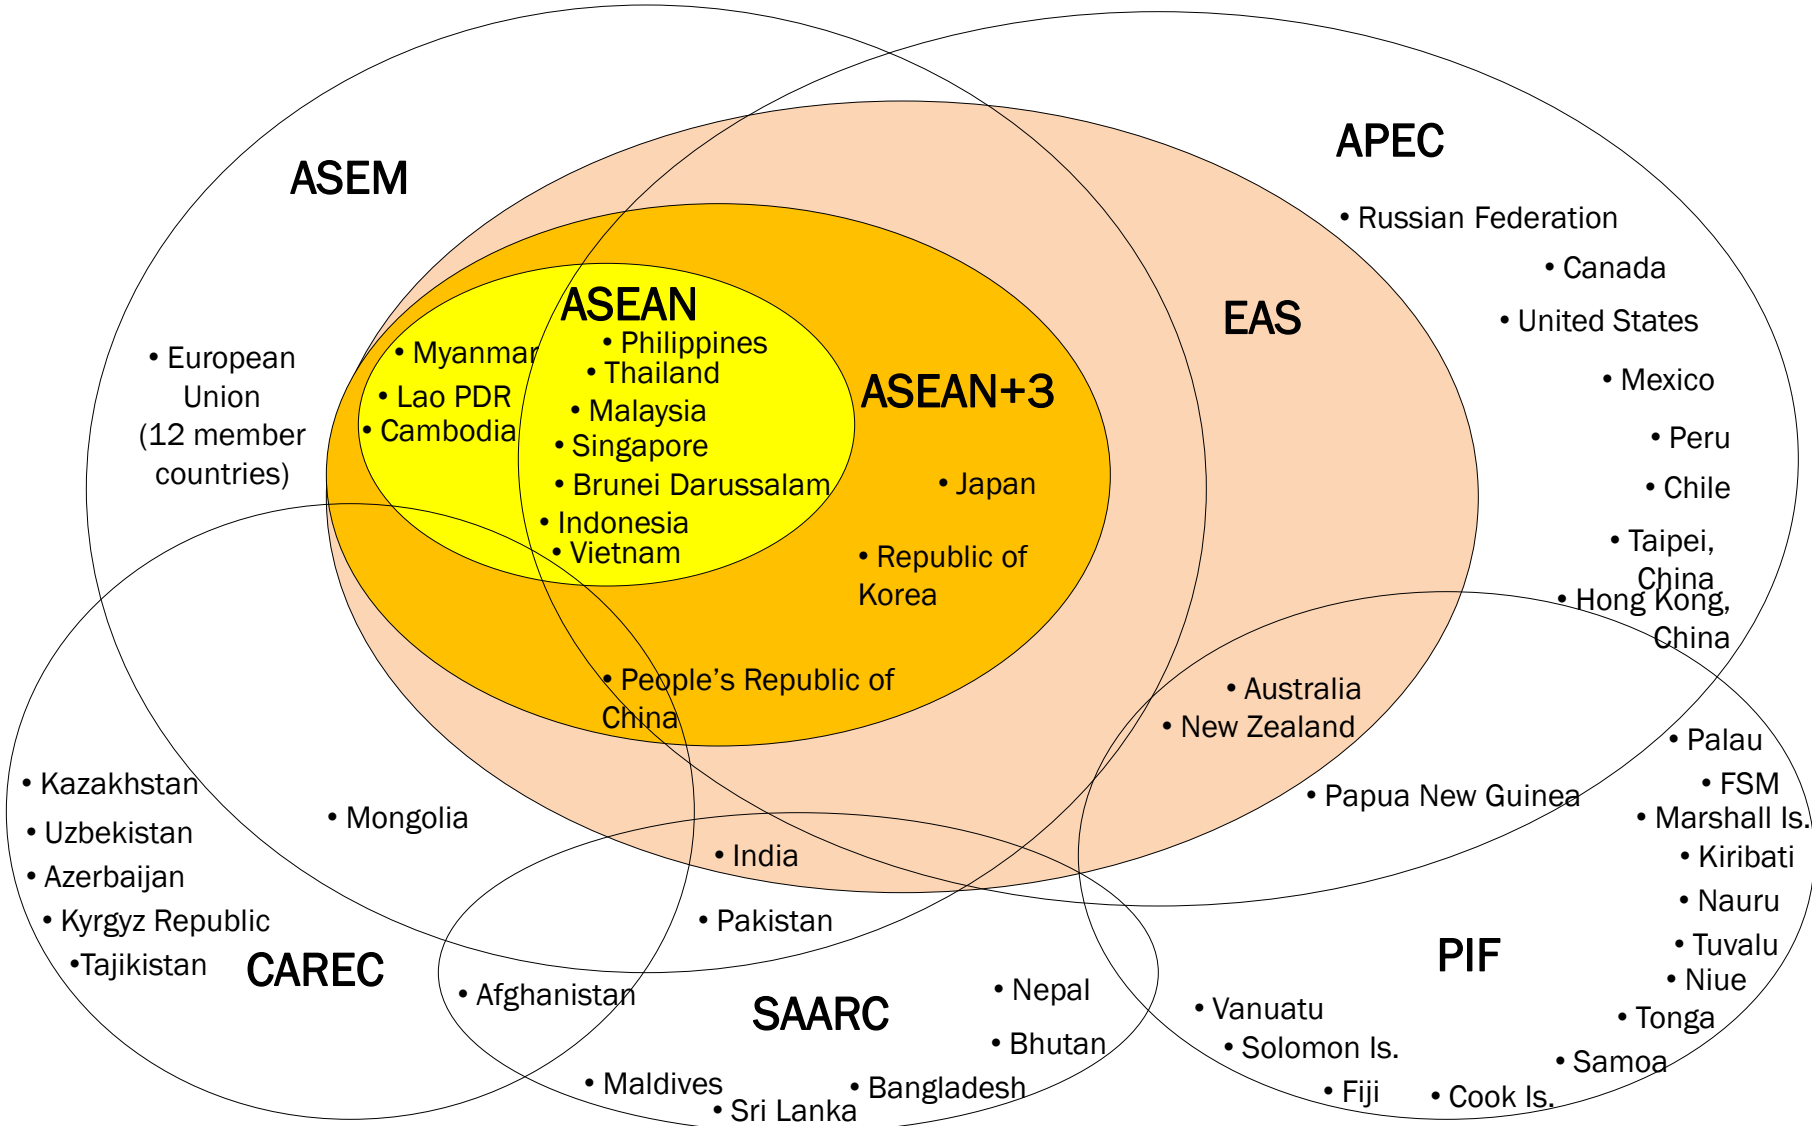 ASEM
APEC
• Russian Federation
• Canada
• United States
• Mexico
• Peru
• Chile
• Taipei,
China
• Hong Kong,
China
EAS
ASEAN
• Myanmar
• Lao PDR
• Cambodia
• Philippines
• Thailand
• Malaysia
• Singapore
• Brunei Darussalam
• Indonesia
• Vietnam
ASEAN+3
• Japan
• Republic of
Korea
• People’s Republic of
China
• European
Union
(12 member
countries)
• Australia
• New Zealand
• Papua New Guinea
• Kazakhstan
• Uzbekistan
• Azerbaijan
• Kyrgyz Republic
•Tajikistan
CAREC
• Mongolia
• India
• Pakistan
• Afghanistan
SAARC
• Nepal
• Bhutan
• Bangladesh
• Maldives
• Sri Lanka
PIF
• Palau
• FSM
• Marshall Is.
• Kiribati
• Nauru
• Tuvalu
• Niue
• Tonga
• Samoa
• Cook Is.
• Fiji
• Solomon Is.
• Vanuatu